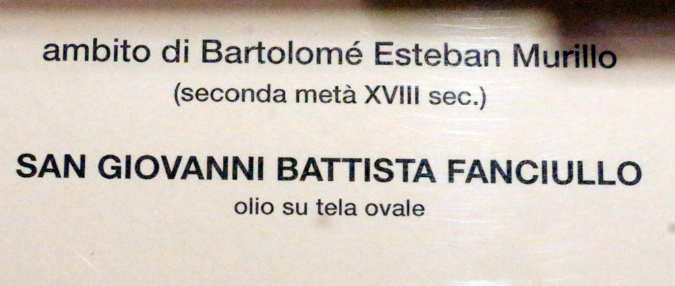 ambito di Bartolomé Esteban Murillo
(seconda metà XVIII sec.)
SAN GIOVANNI BATTISTA FANCIULLO
olio su tela ovale